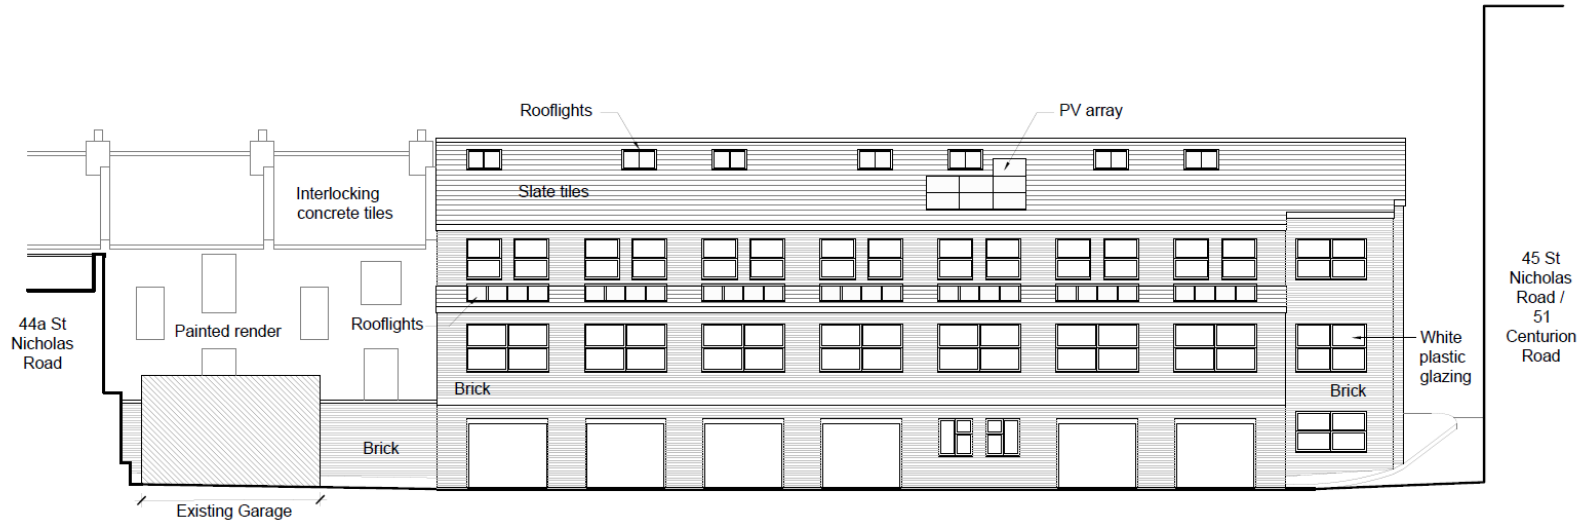 Rooflights
PV array
Interlocking
concrete tiles
Slate tiles
44a St
Nicholas
Road
Painted render
Rooflights
45 St
Nicholas
Road /
51
Centurion
Road
White
plastic
glazing
Brick
Brick
Brick
Existing Garage